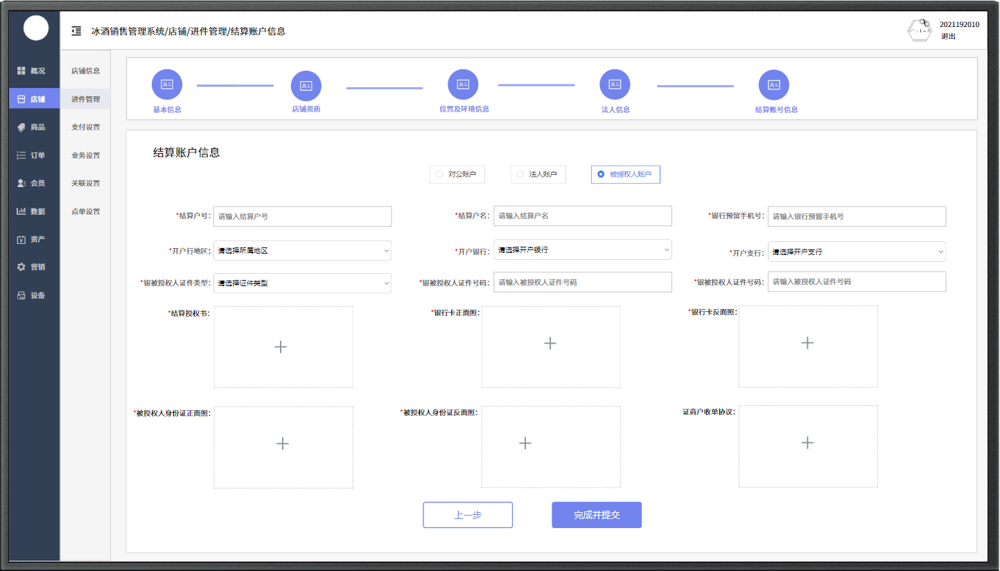 冰酒销售管理系统/店铺/进件管理/结算账户信息
2021192010
退出
概况
店铺
商品
订单
会员
数据
资产
营销
设备
店铺信息
进件管理
支付设置
业务设置
关联设置
点单设置
基本信息
店铺资质
位置及环境信息
法人信息
结算账号信息
结算账户信息
对公账户
法人账户
被授权人账户
*结算户号： 请输入结算户号
*结算户名： 请输入结算户名
*银行预留手机号： 请输入银行预留手机号
*开户行地区： 请选择所属地区
*开户银行： 请选择开户银行
*开户支行： 请选择开户支行
*银被授权人证件类型： 请选择证件类型
*银被授权人证件号码： 请输入被授权人证件号码
*银被授权人证件号码： 请输入被授权人证件号码
*结算授权书：
*银行卡正面照：
*银行卡反面照：
*被授权人身份证正面照：
*被授权人身份证反面照：
证商户收单协议：
上一步
完成并提交